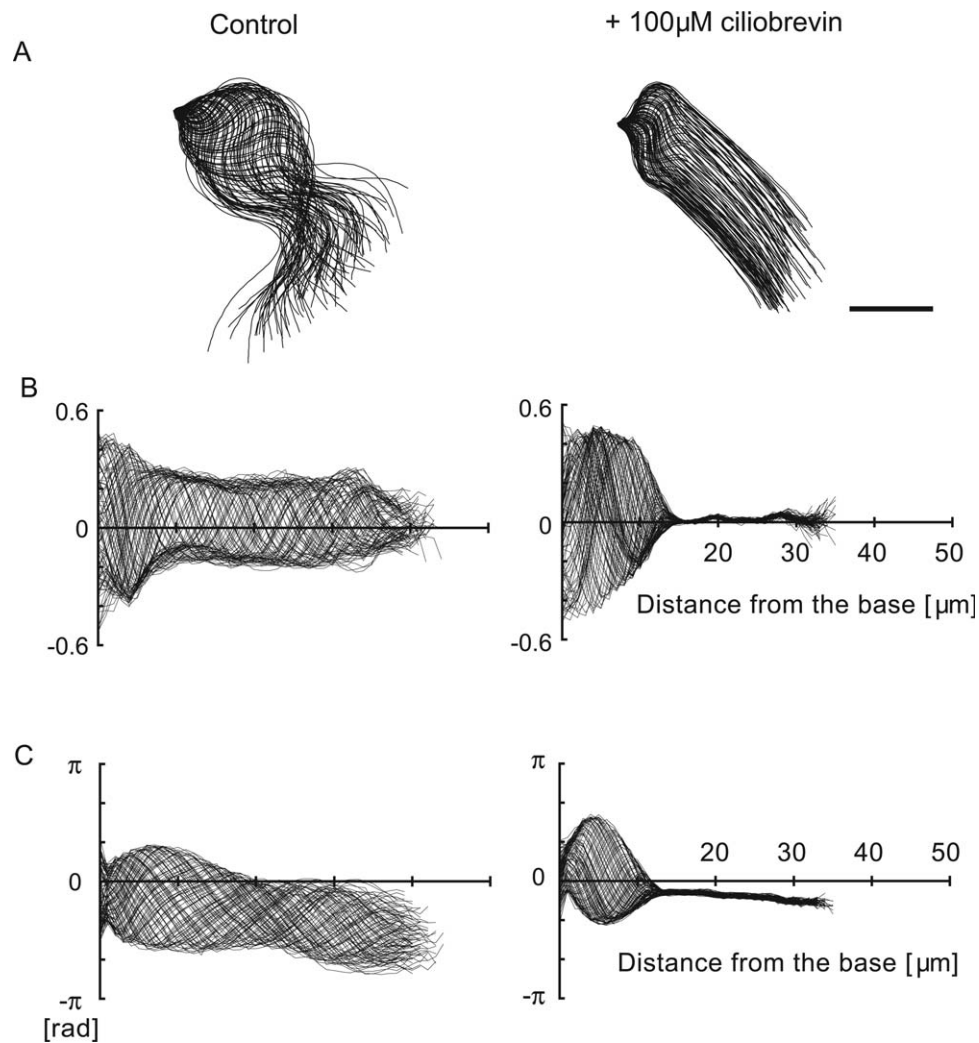 Control
+ 100µM ciliobrevin
A
B
0.6
0
-0.6
0.6
0
-0.6
20 30 40 50
Distance from the base [µm]
C
π
0
-π
[rad]
π
0
-π
20 30 40 50
Distance from the base [µm]